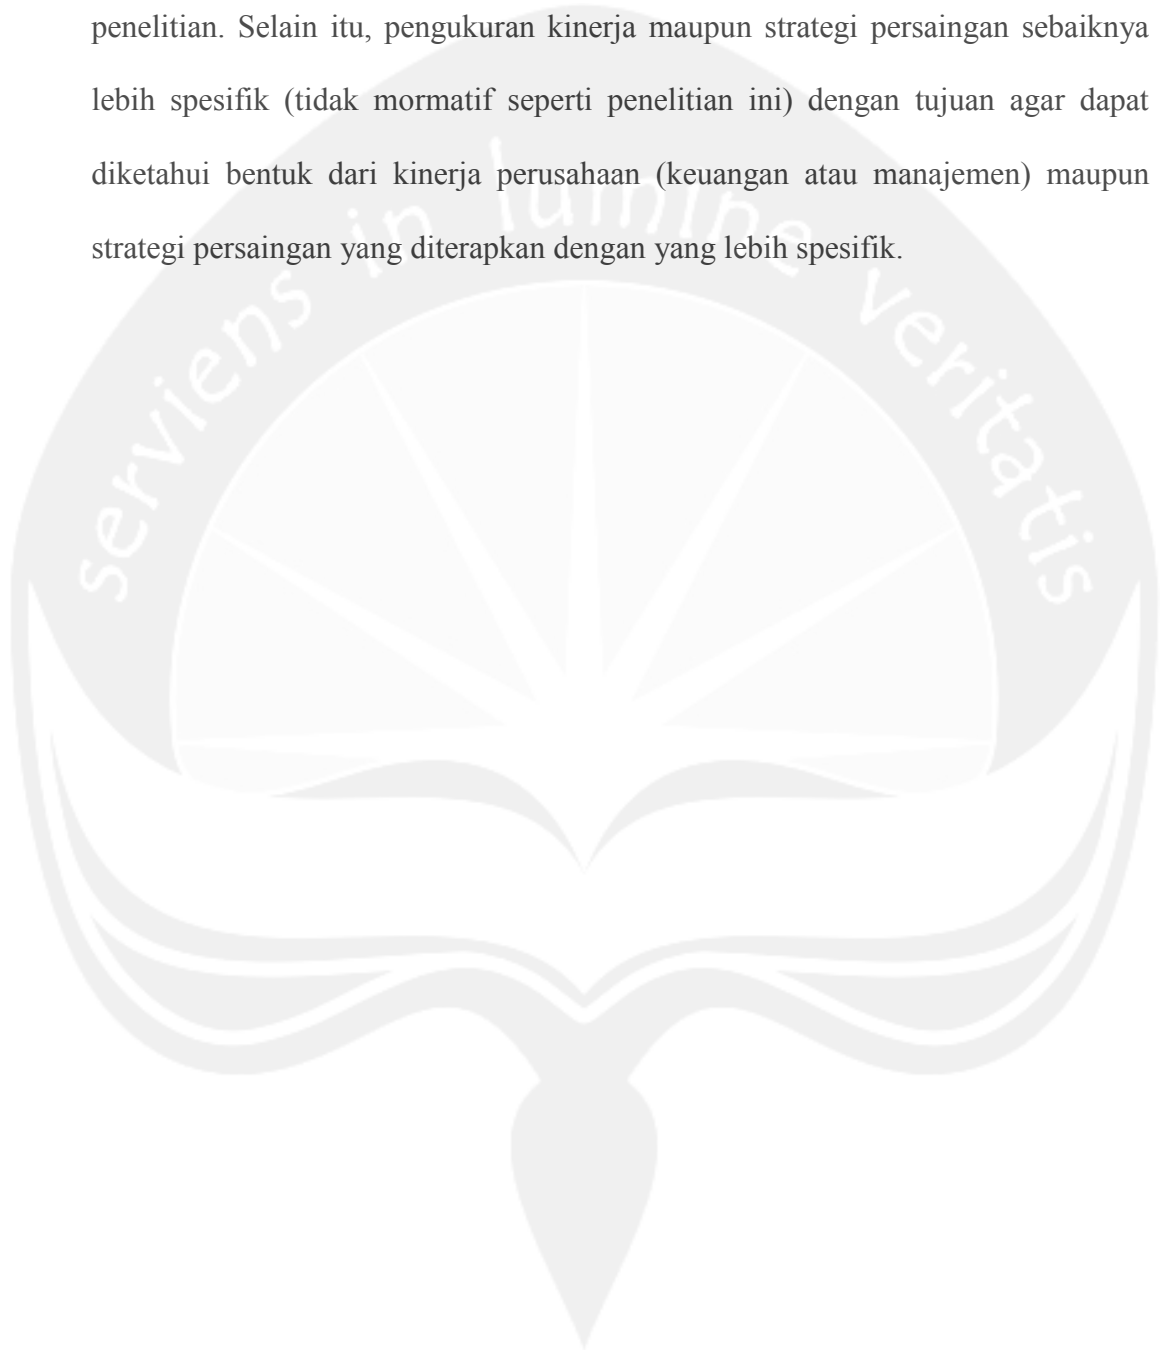 penelitian. Selain itu, pengukuran kinerja maupun strategi persaingan sebaiknya
lebih spesifik (tidak mormatif seperti penelitian ini) dengan tujuan agar dapat
diketahui bentuk dari kinerja perusahaan (keuangan atau manajemen) maupun
strategi persaingan yang diterapkan dengan yang lebih spesifik.
serviens in lumine veritatis